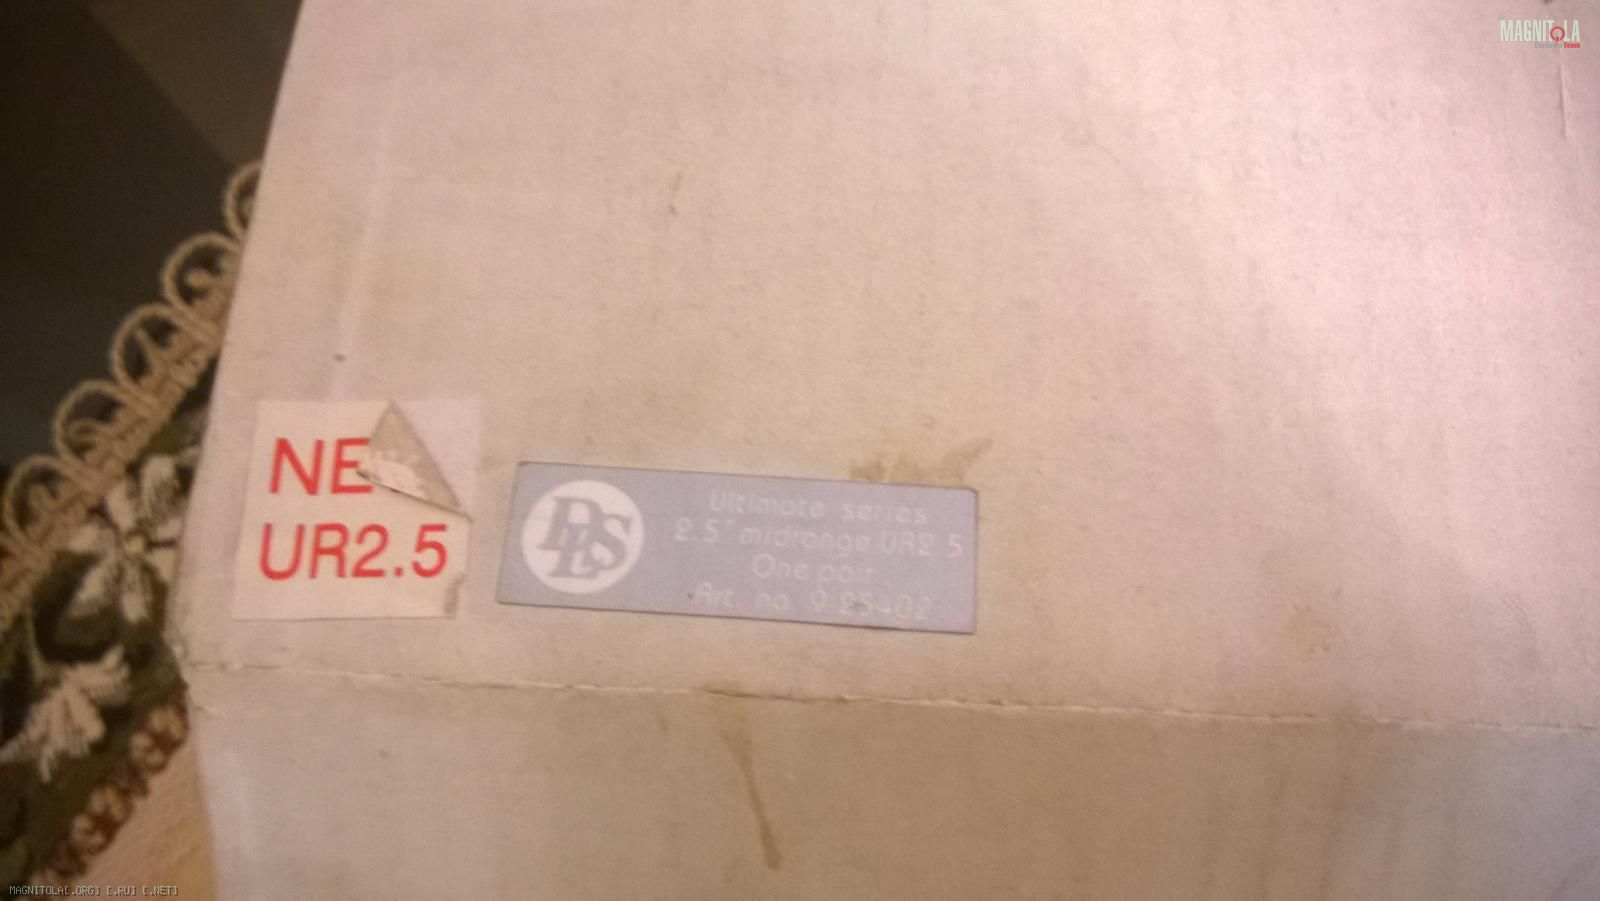 MAGNITOLA
Team
NE
UR2.5
DLS
Ultimate series
2.5" midrange UR2.5
One pair
Art. no. 9-25402
MAGNITOLA[.ORG] [.RU] [.NET]